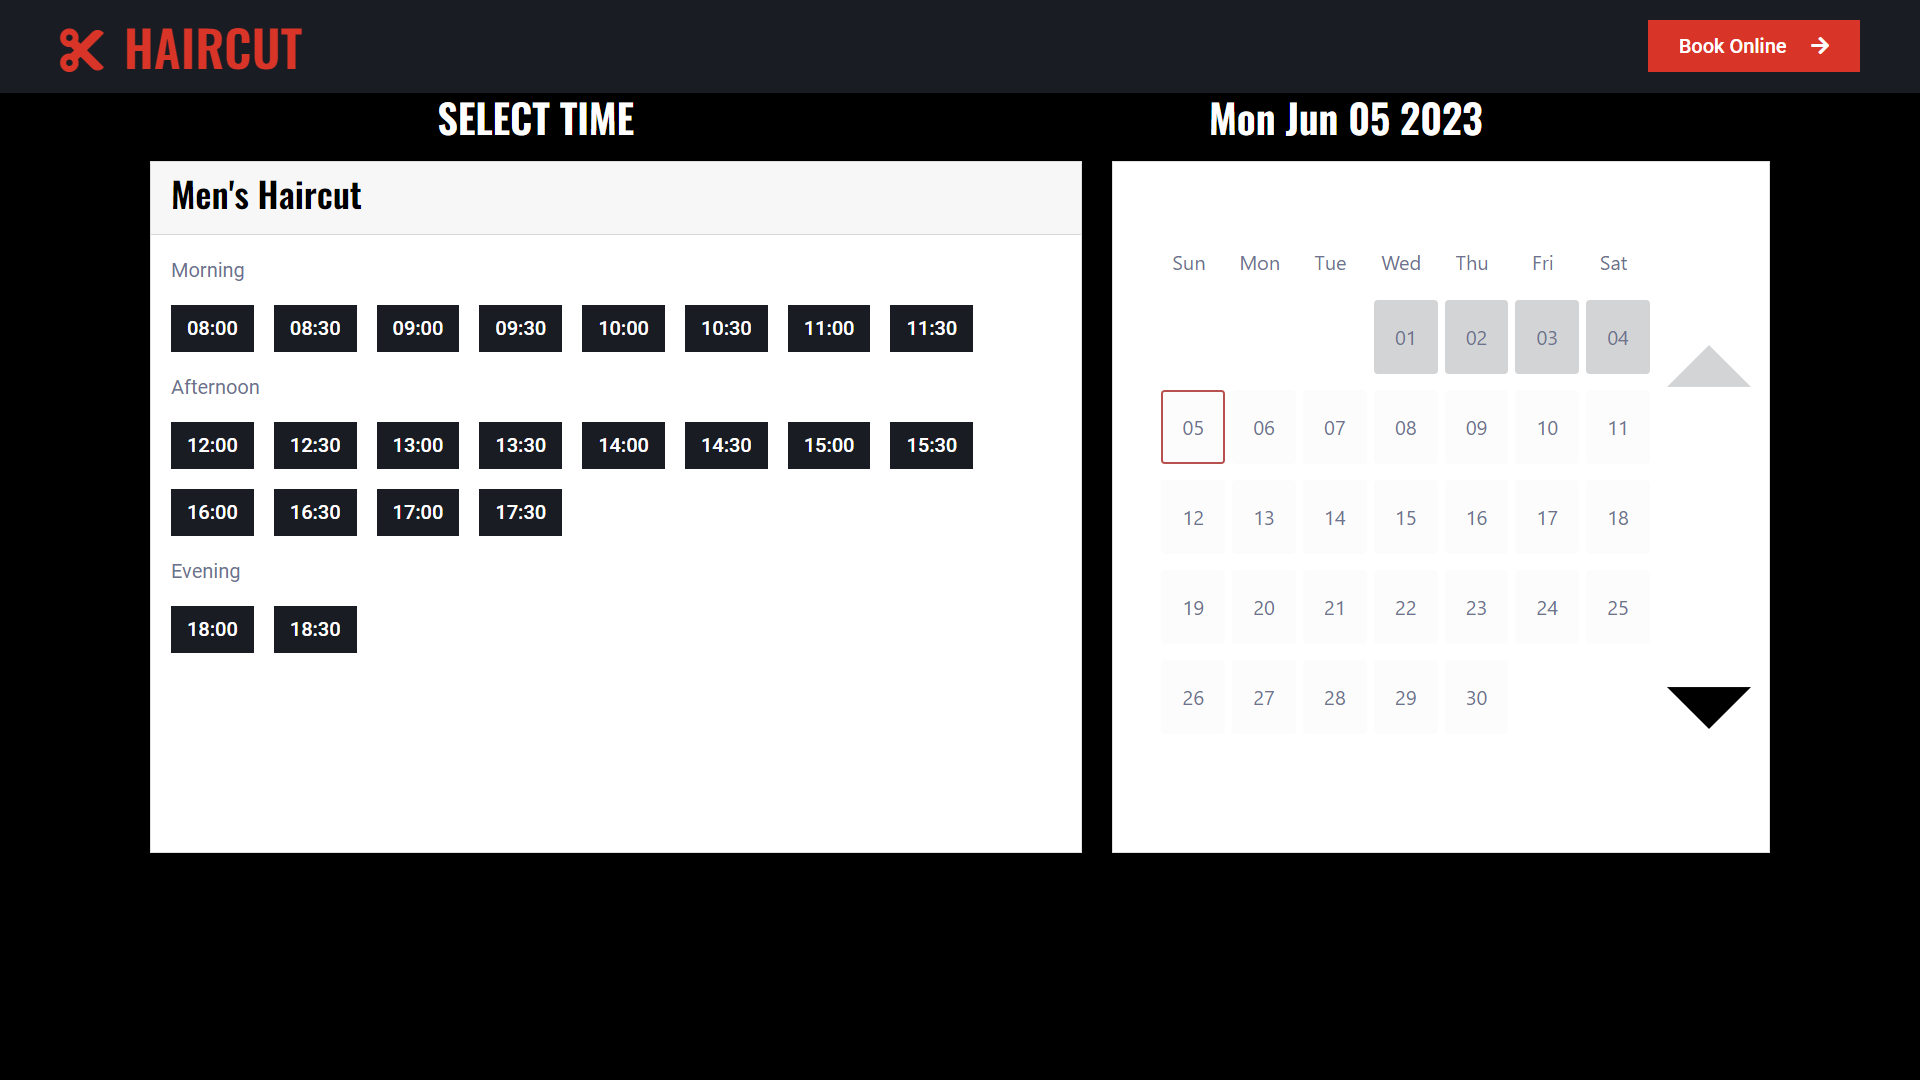 HAIRCUT
Book Online
SELECT TIME
Mon Jun 05 2023
Men's Haircut
Morning
08:00 08:30 09:00 09:30 10:00 10:30 11:00 11:30
Afternoon
12:00 12:30 13:00 13:30 14:00 14:30 15:00 15:30
16:00 16:30 17:00 17:30
Evening
18:00 18:30
Sun Mon Tue Wed Thu Fri Sat
01 02 03 04
05 06 07 08 09 10 11
12 13 14 15 16 17 18
19 20 21 22 23 24 25
26 27 28 29 30